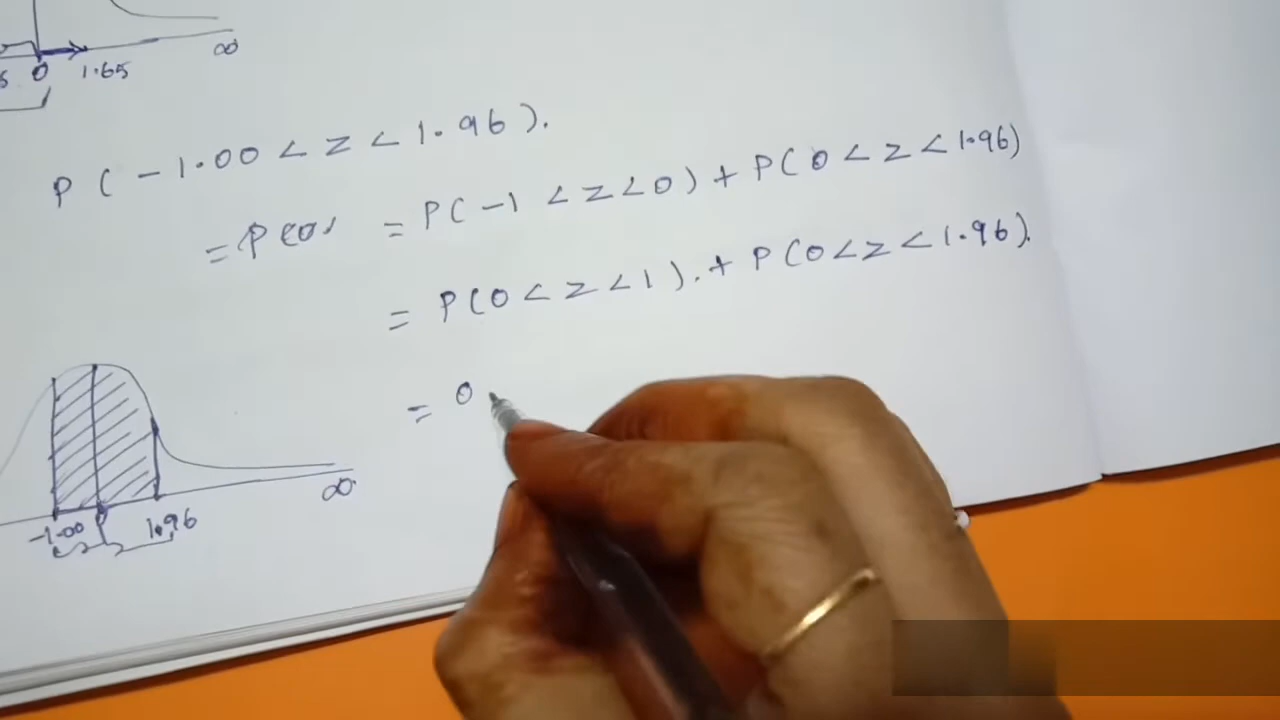 ∞
0 1.65
P ( - 1.00 < z < 1.96 ).
= P(-1 < z < 0) + P(0 < z < 1.96)
= P(0 < z < 1). + P(0 < z < 1.96).
= 0
∞
-1.00 0 1.96